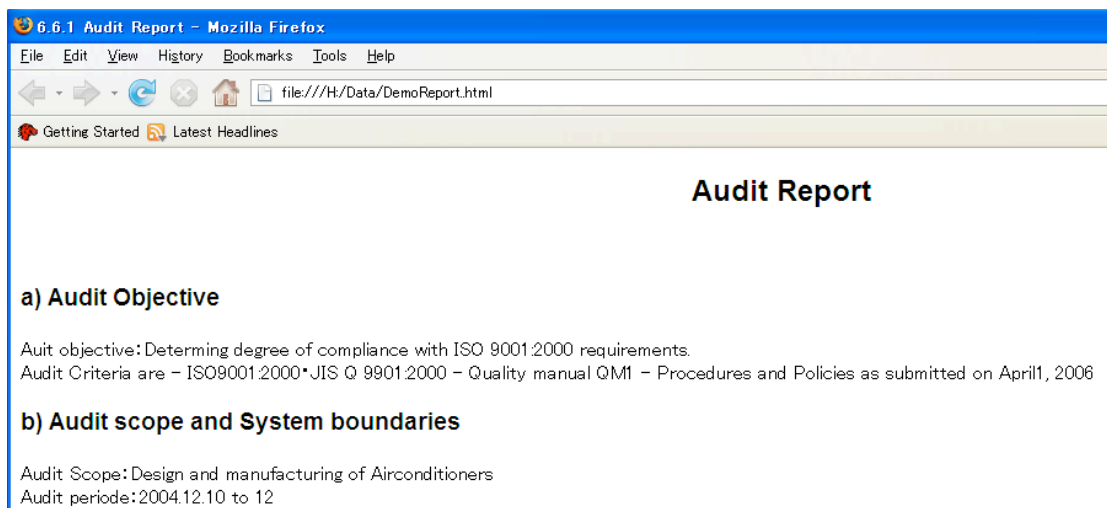 6.6.1 Audit Report - Mozilla Firefox
File Edit View History Bookmarks Tools Help
file:///H:/Data/DemoReport.html
Getting Started Latest Headlines
Audit Report
a) Audit Objective
Auit objective:Determing degree of compliance with ISO 9001:2000 requirements.
Audit Criteria are - ISO9001:2000・JIS Q 9901:2000 - Quality manual QM1 - Procedures and Policies as submitted on April1, 2006
b) Audit scope and System boundaries
Audit Scope:Design and manufacturing of Airconditioners
Audit periode:2004.12.10 to 12